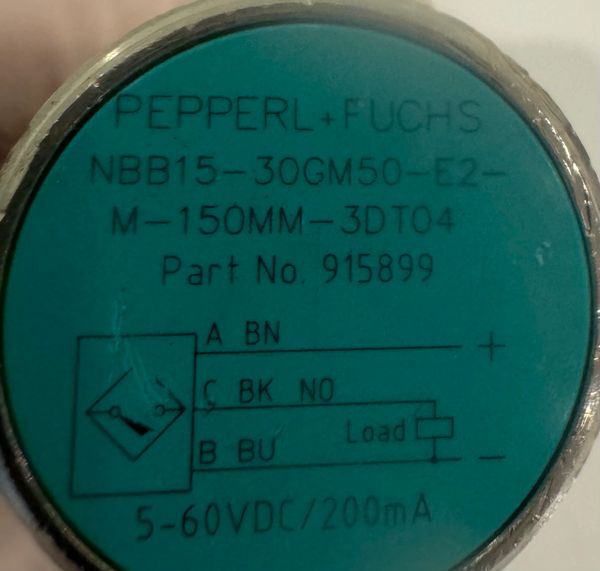 PEPPERL+FUCHS
NBB15-30GM50-E2-
M-150MM-3DT04
Part No. 915899
A BN +
C BK NO
Load
B BU -
5-60VDC/200mA